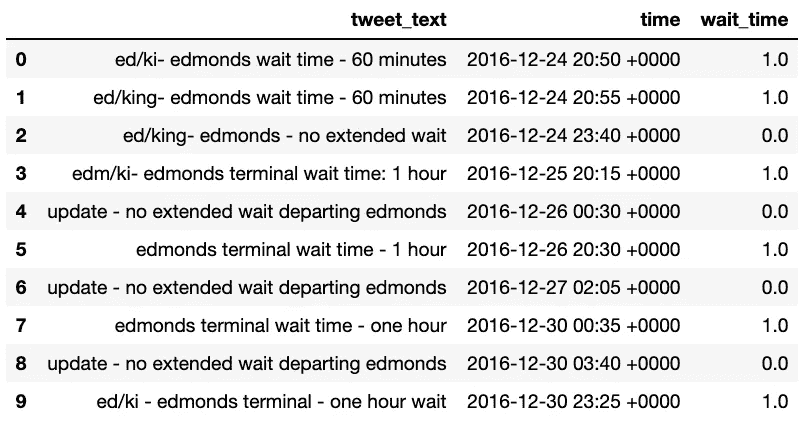 tweet_text time wait_time
0 ed/ki- edmonds wait time - 60 minutes 2016-12-24 20:50 +0000 1.0
1 ed/king- edmonds wait time - 60 minutes 2016-12-24 20:55 +0000 1.0
2 ed/king- edmonds - no extended wait 2016-12-24 23:40 +0000 0.0
3 edm/ki- edmonds terminal wait time: 1 hour 2016-12-25 20:15 +0000 1.0
4 update - no extended wait departing edmonds 2016-12-26 00:30 +0000 0.0
5 edmonds terminal wait time - 1 hour 2016-12-26 20:30 +0000 1.0
6 update - no extended wait departing edmonds 2016-12-27 02:05 +0000 0.0
7 edmonds terminal wait time - one hour 2016-12-30 00:35 +0000 1.0
8 update - no extended wait departing edmonds 2016-12-30 03:40 +0000 0.0
9 ed/ki - edmonds terminal - one hour wait 2016-12-30 23:25 +0000 1.0